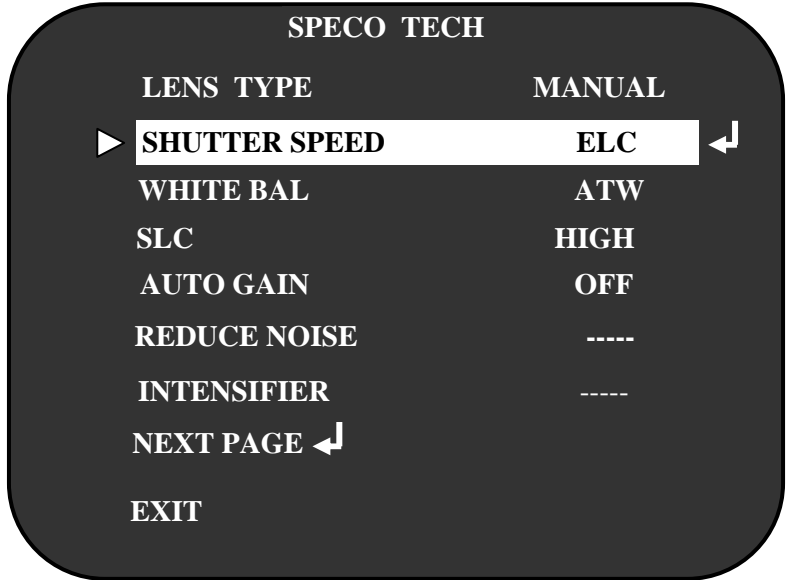 SPECO TECH
LENS TYPE MANUAL
SHUTTER SPEED ELC
WHITE BAL ATW
SLC HIGH
AUTO GAIN OFF
REDUCE NOISE -----
INTENSIFIER -----
NEXT PAGE
EXIT